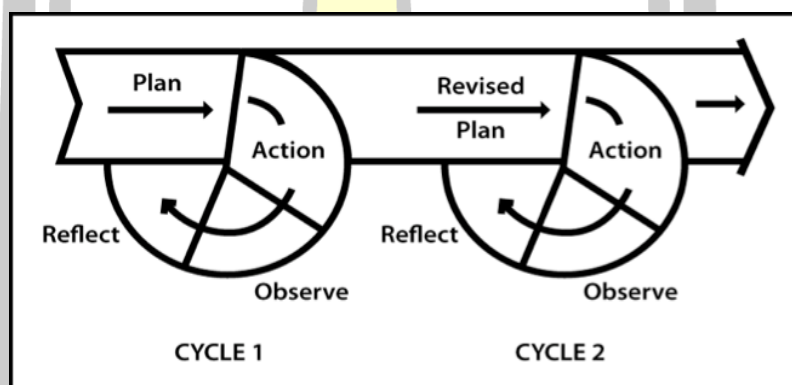 Plan
Action
Reflect
Observe
CYCLE 1
Revised
Plan
Action
Reflect
Observe
CYCLE 2